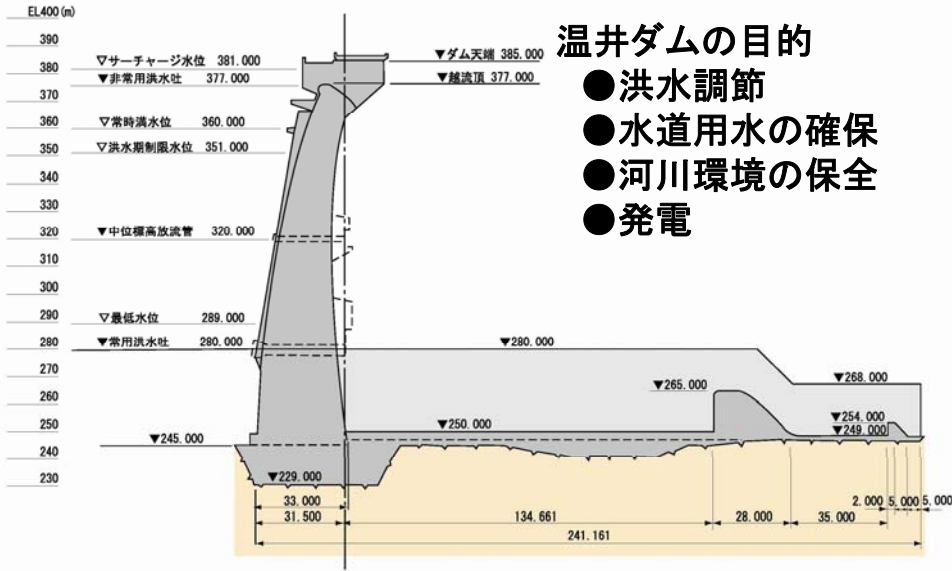 EL400(m)
390
380
370
360
350
340
330
320
310
300
290
280
270
260
250
240
230
▽サーチャージ水位 381.000
▼非常用洪水吐 377.000
▽常時満水位 360.000
▽洪水期制限水位 351.000
▼中位標高放流管 320.000
▽最低水位 289.000
▼常用洪水吐 280.000
▼245.000
▼ダム天端 385.000
▼越流頂 377.000
温井ダムの目的
●洪水調節
●水道用水の確保
●河川環境の保全
●発電
▼280.000
▼265.000
▼268.000
▼250.000
▼254.000
▼249.000
▼229.000
33.000
31.500
134.661
28.000
35.000
2.000
5.000
5.000
241.161